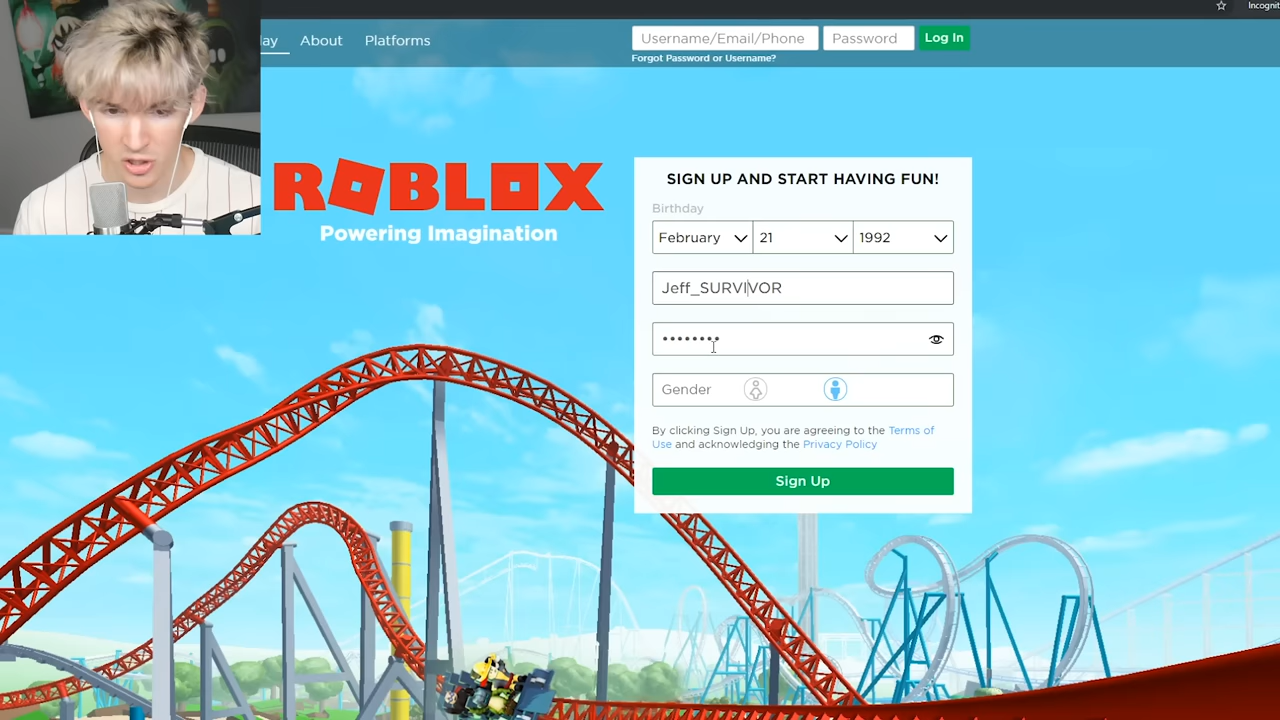 Incognit
lay
About
Platforms
Username/Email/Phone
Password
Log In
Forgot Password or Username?
ROBLOX
Powering Imagination
SIGN UP AND START HAVING FUN!
Birthday
February
21
1992
Jeff_SURVIVOR
Gender
By clicking Sign Up, you are agreeing to the Terms of
Use and acknowledging the Privacy Policy
Sign Up